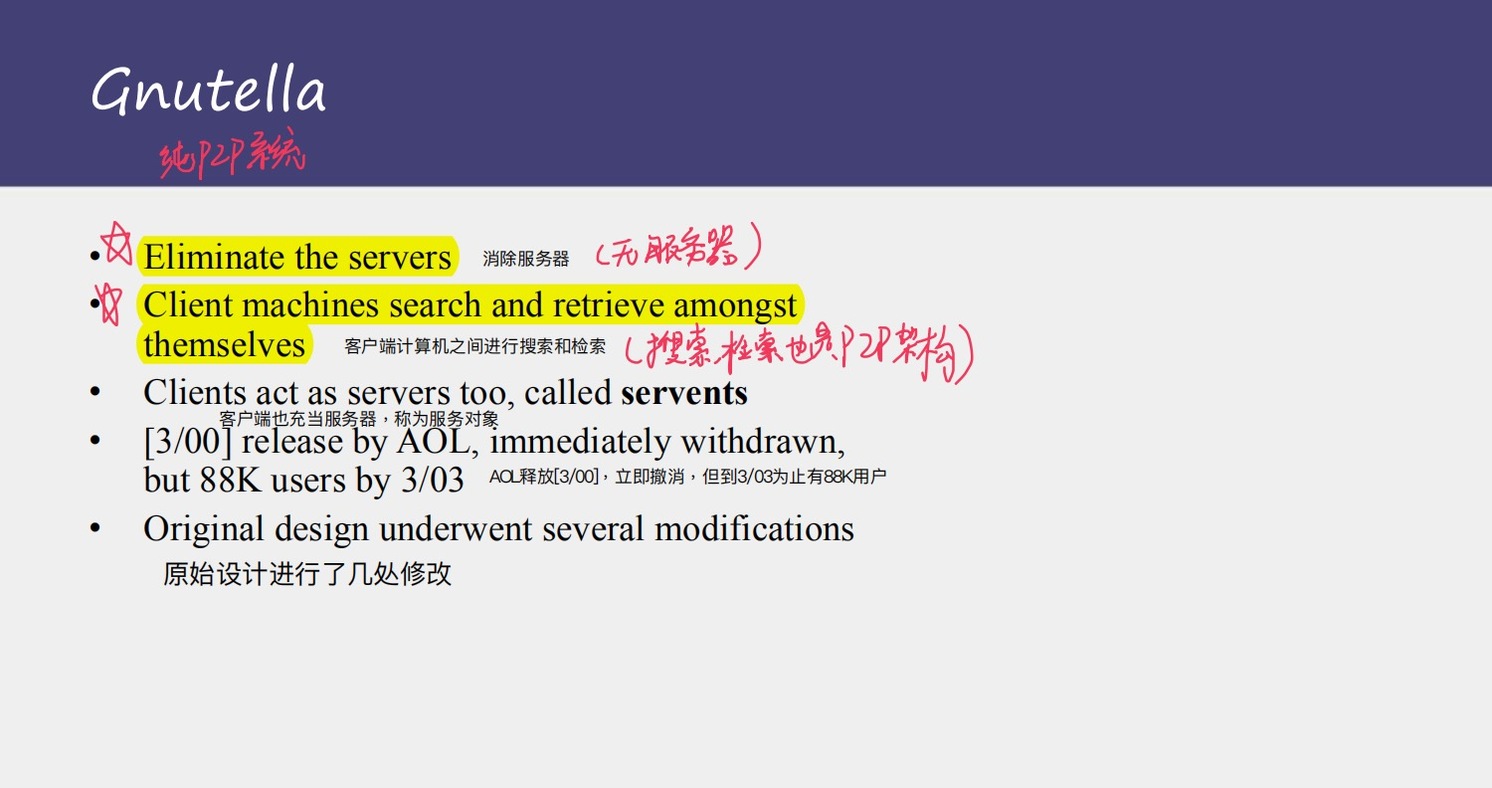 Gnutella
纯P2P系统
• Eliminate the servers 消除服务器 (无服务器)
• Client machines search and retrieve amongst
themselves 客户端计算机之间进行搜索和检索 (搜索、检索也是P2P架构)
• Clients act as servers too, called servents
客户端也充当服务器，称为服务对象
• [3/00] release by AOL, immediately withdrawn,
but 88K users by 3/03 AOL释放[3/00]，立即撤消，但到3/03为止有88K用户
• Original design underwent several modifications
原始设计进行了几处修改